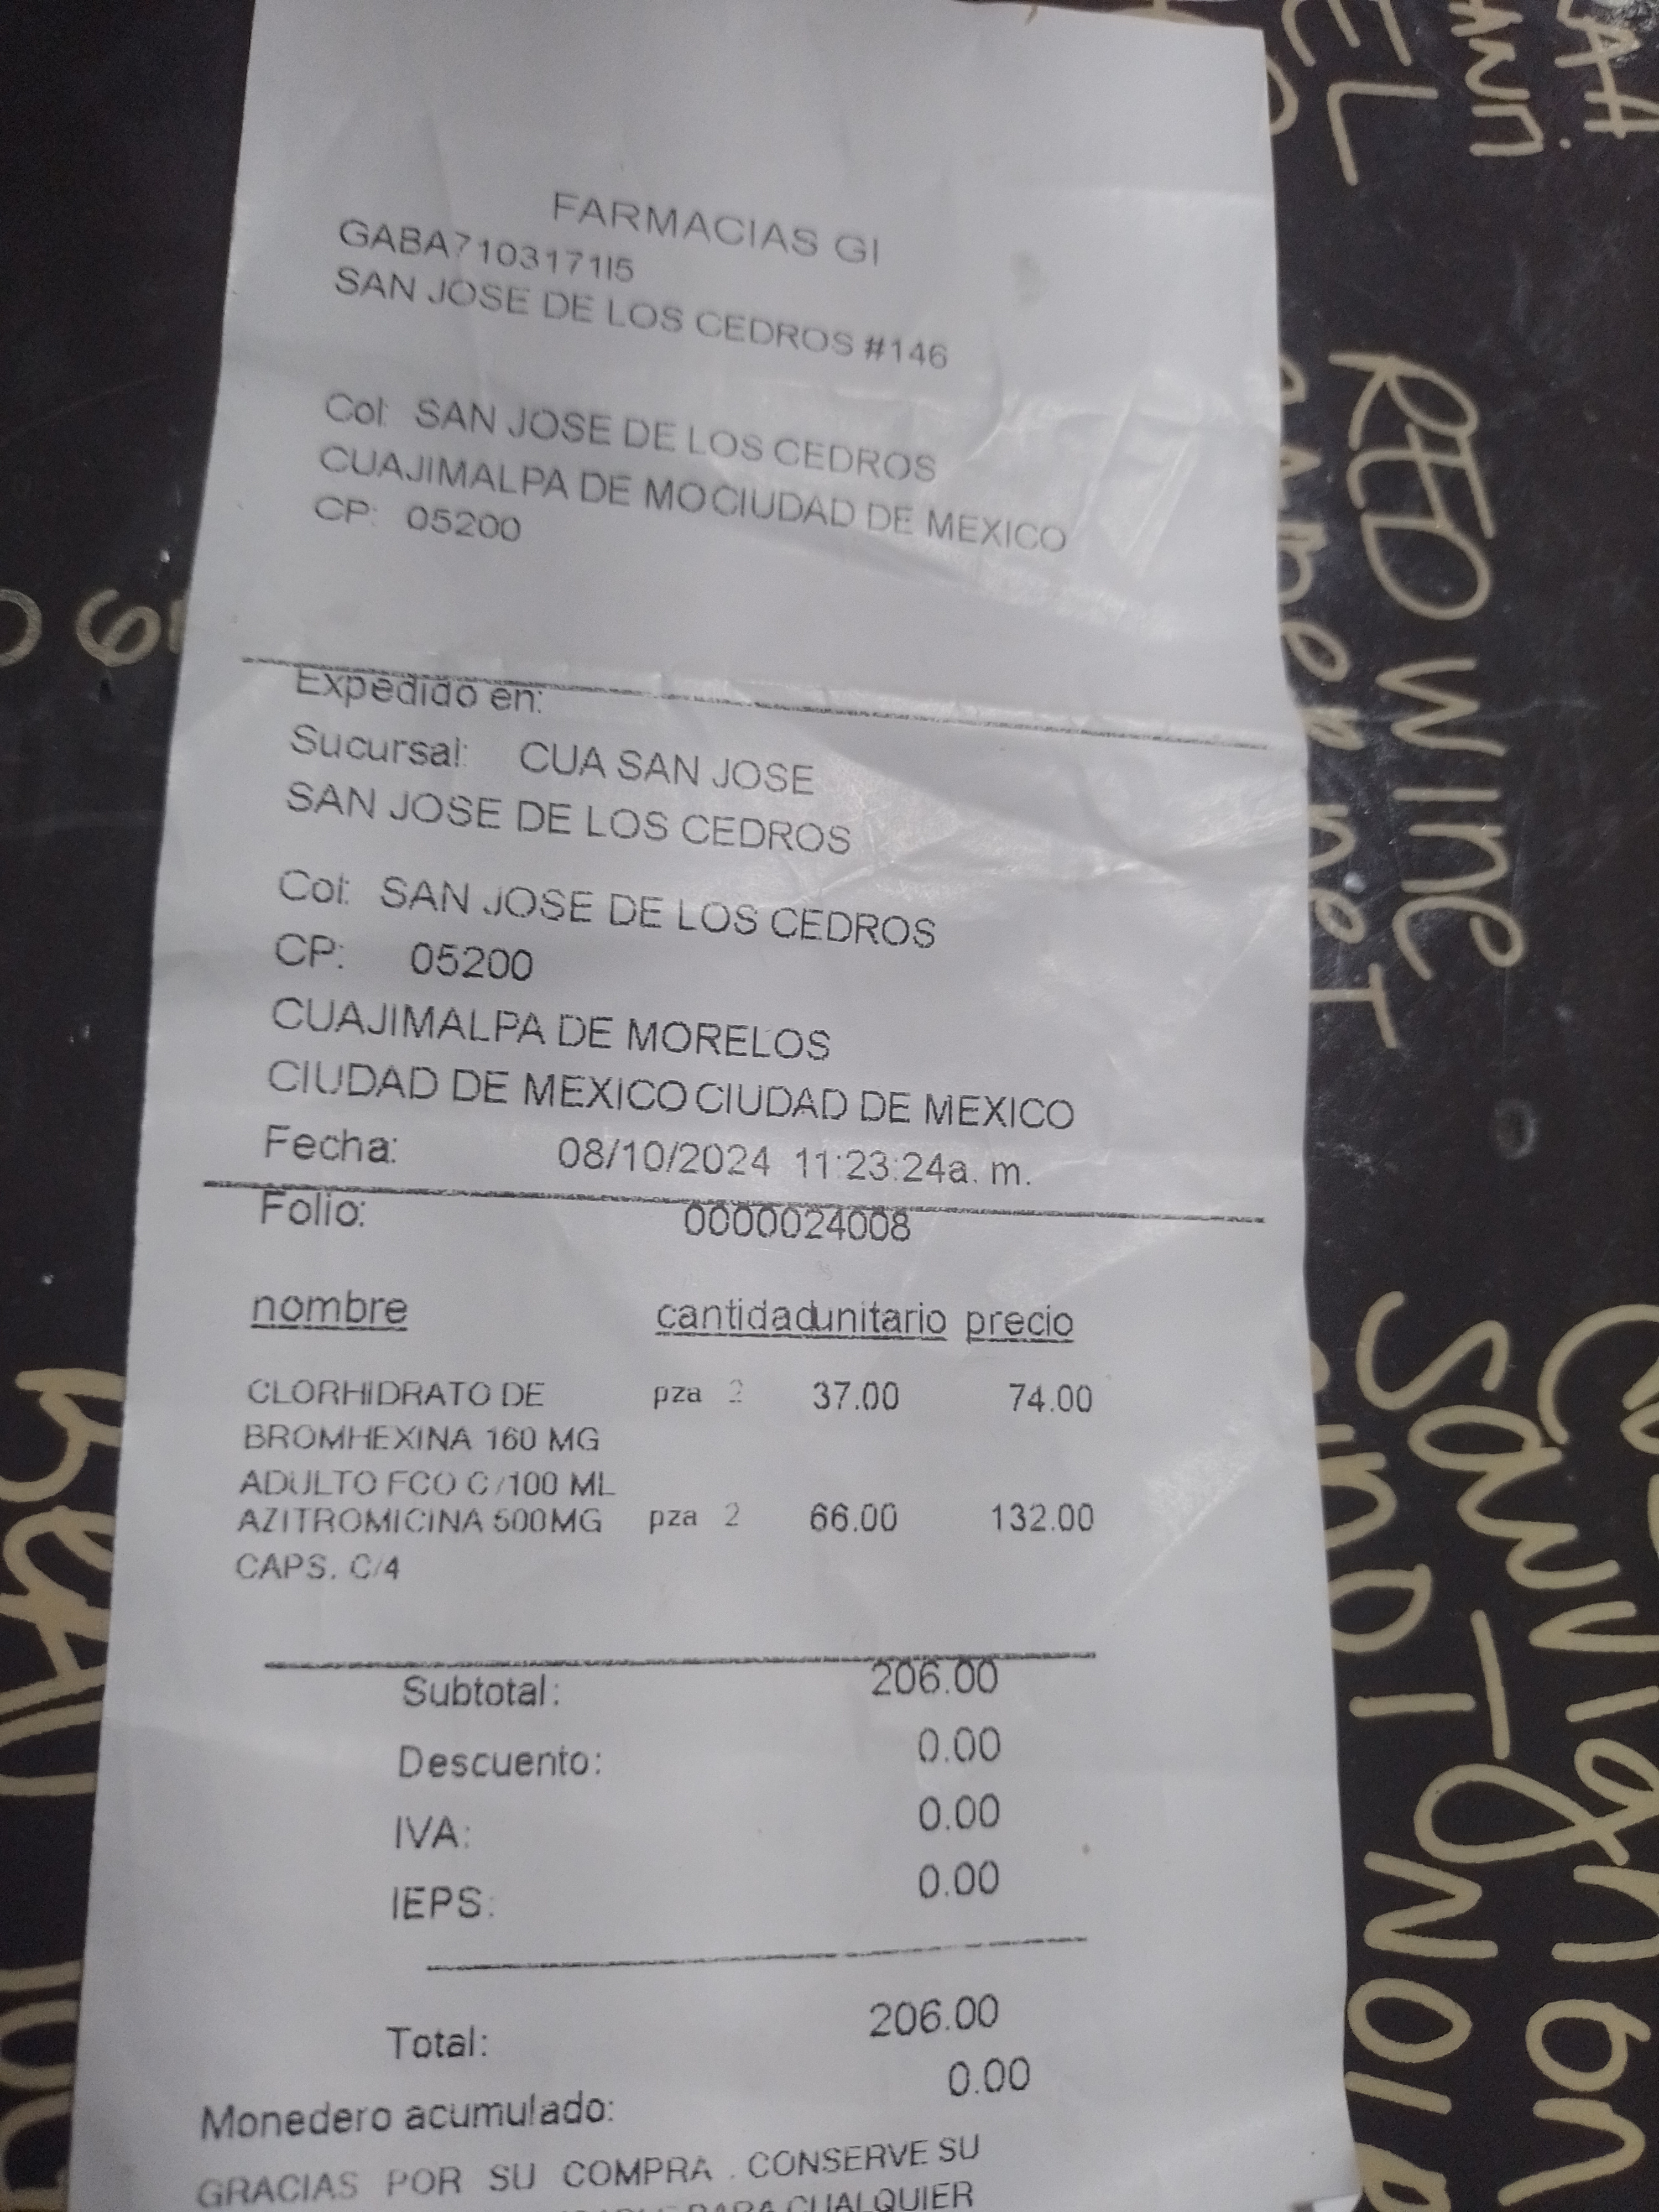 FARMACIAS GI
GABA7103171I5
SAN JOSE DE LOS CEDROS #146
Col: SAN JOSE DE LOS CEDROS
CUAJIMALPA DE MOCIUDAD DE MEXICO
CP: 05200
Expedido en:
Sucursal: CUA SAN JOSE
SAN JOSE DE LOS CEDROS
Col: SAN JOSE DE LOS CEDROS
CP: 05200
CUAJIMALPA DE MORELOS
CIUDAD DE MEXICO CIUDAD DE MEXICO
Fecha: 08/10/2024 11:23:24a. m.
Folio: 0000024008
nombre cantidad unitario precio
CLORHIDRATO DE pza 2 37.00 74.00
BROMHEXINA 160 MG
ADULTO FCO C/100 ML
AZITROMICINA 500MG pza 2 66.00 132.00
CAPS. C/4
Subtotal: 206.00
Descuento: 0.00
IVA: 0.00
IEPS: 0.00
Total: 206.00
Monedero acumulado: 0.00
GRACIAS POR SU COMPRA . CONSERVE SU
PARA CUALQUIER
RED WINE